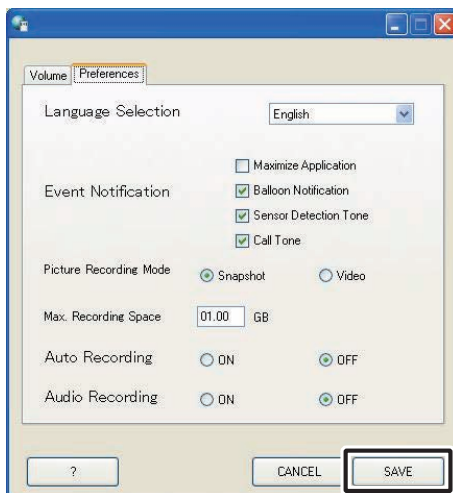 Volume Preferences
Language Selection English
Maximize Application
Event Notification Balloon Notification
Sensor Detection Tone
Call Tone
Picture Recording Mode Snapshot Video
Max. Recording Space 01.00 GB
Auto Recording ON OFF
Audio Recording ON OFF
? CANCEL SAVE